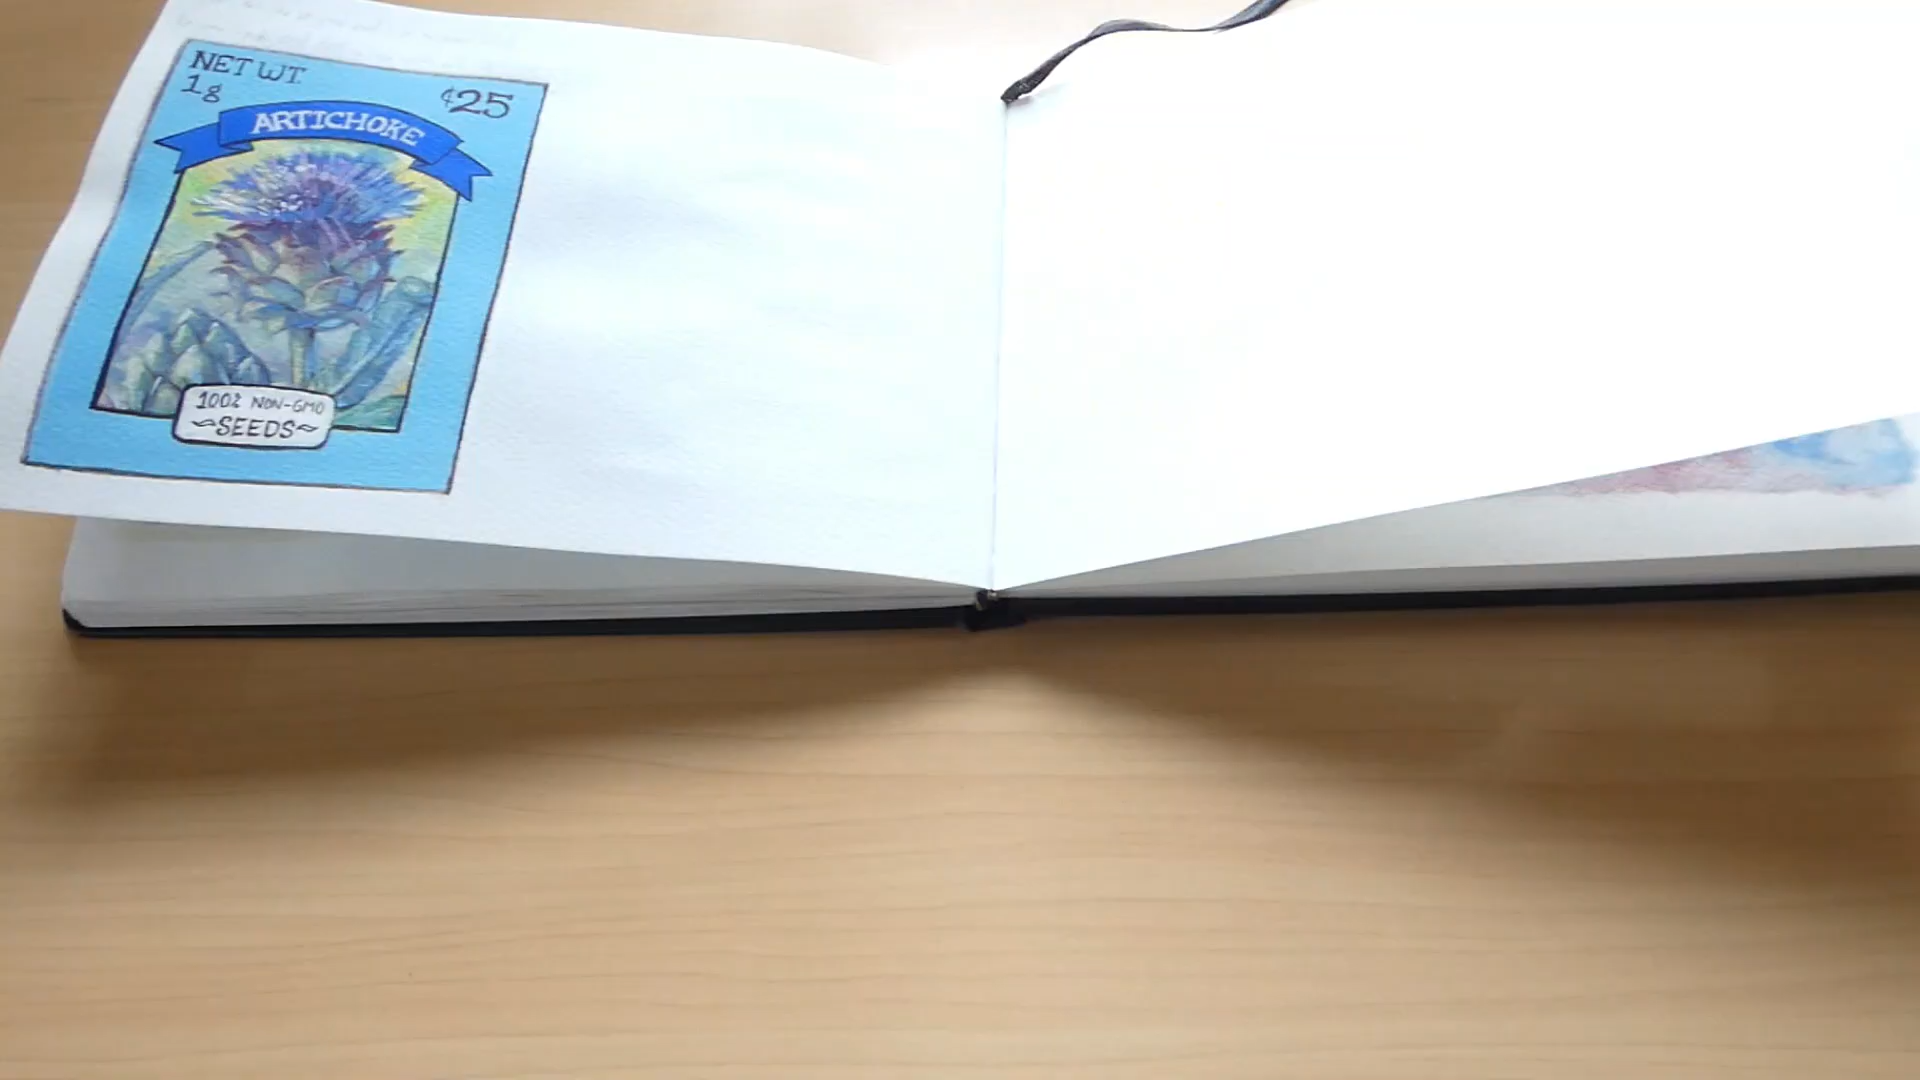 NET WT.
1g
¢25
ARTICHOKE
100% NON-GMO
~SEEDS~